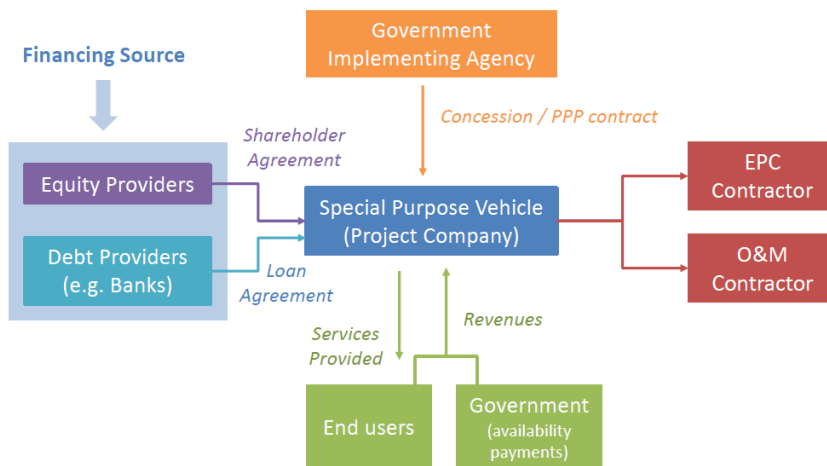 Government
Implementing Agency
Financing Source
Concession / PPP contract
Shareholder
Agreement
Equity Providers
Debt Providers
(e.g. Banks)
Loan
Agreement
Special Purpose Vehicle
(Project Company)
EPC
Contractor
O&M
Contractor
Services
Provided
Revenues
End users
Government
(availability
payments)